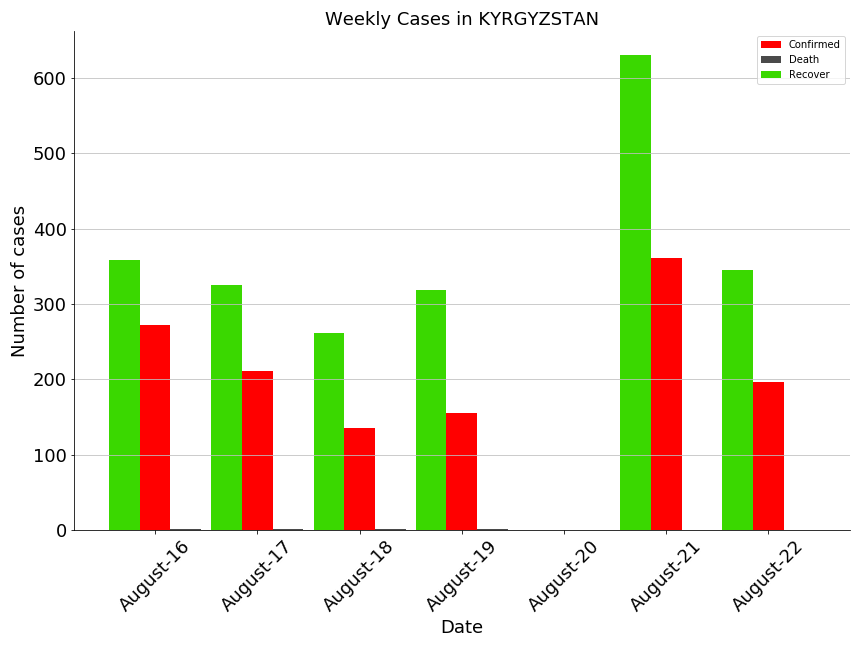 Weekly Cases in KYRGYZSTAN
Confirmed
Death
Recover
Number of cases
600
500
400
300
200
100
0
August-16
August-17
August-18
August-19
August-20
August-21
August-22
Date